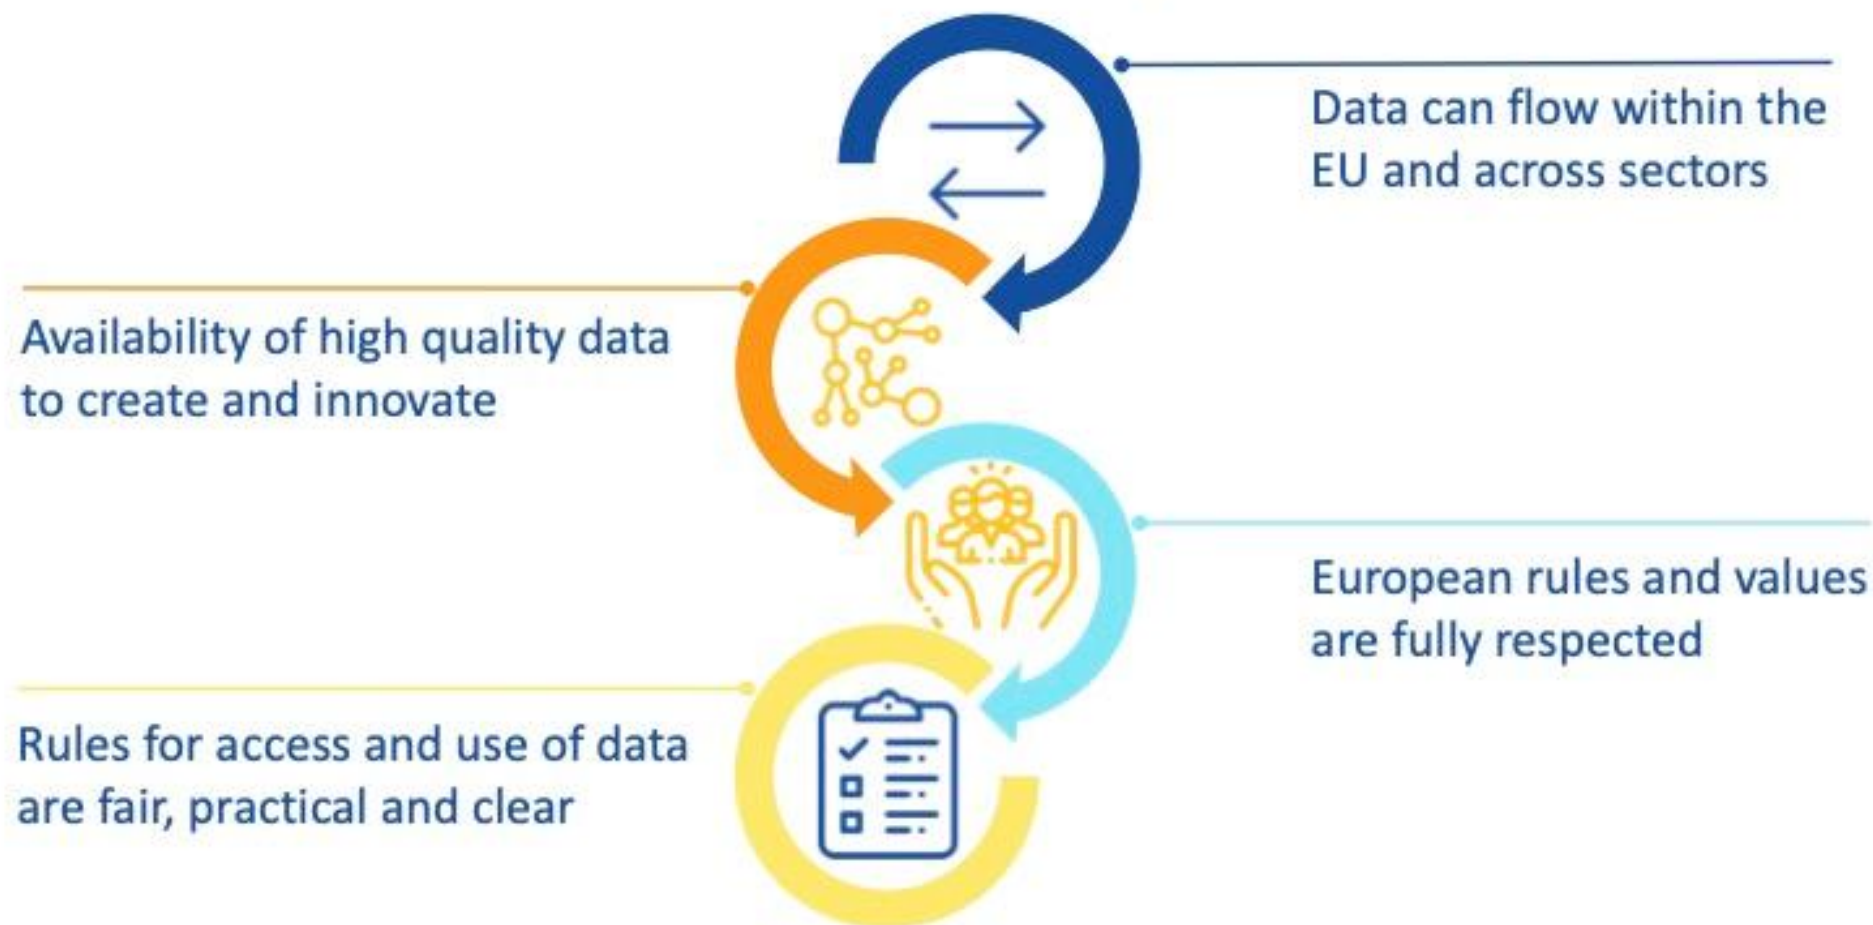 Data can flow within the
EU and across sectors
Availability of high quality data
to create and innovate
European rules and values
are fully respected
Rules for access and use of data
are fair, practical and clear